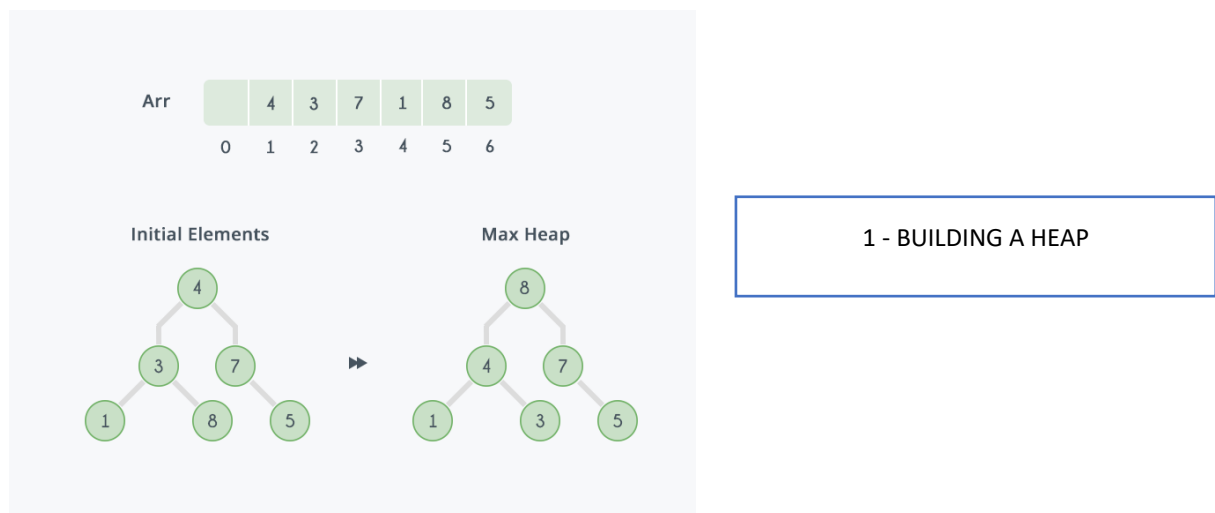 Arr 4 3 7 1 8 5
0 1 2 3 4 5 6
Initial Elements
4
3 7
1 8 5
Max Heap
8
4 7
1 3 5
1 - BUILDING A HEAP